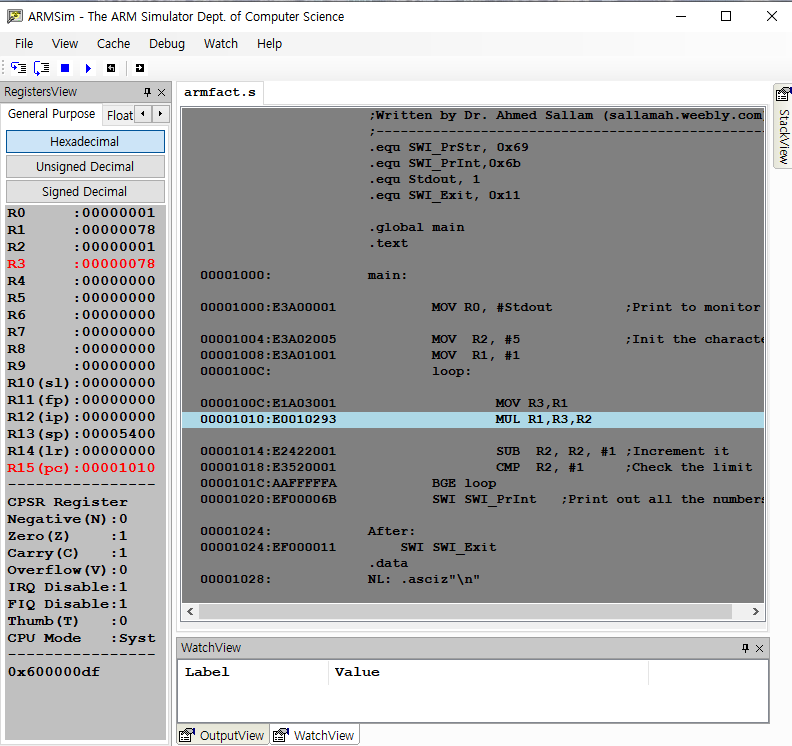 ARMSim - The ARM Simulator Dept. of Computer Science
File View Cache Debug Watch Help
RegistersView
General Purpose Float
Hexadecimal
Unsigned Decimal
Signed Decimal
R0 :00000001
R1 :00000078
R2 :00000001
R3 :00000078
R4 :00000000
R5 :00000000
R6 :00000000
R7 :00000000
R8 :00000000
R9 :00000000
R10(sl):00000000
R11(fp):00000000
R12(ip):00000000
R13(sp):00005400
R14(lr):00000000
R15(pc):00001010
----------------
CPSR Register
Negative(N):0
Zero(Z) :1
Carry(C) :1
Overflow(V):0
IRQ Disable:1
FIQ Disable:1
Thumb(T) :0
CPU Mode :Syst
----------------
0x600000df
armfact.s
;Written by Dr. Ahmed Sallam (sallamah.weebly.com
;------------------------------------------------
.equ SWI_PrStr, 0x69
.equ SWI_PrInt,0x6b
.equ Stdout, 1
.equ SWI_Exit, 0x11
.global main
.text
00001000: main:
00001000:E3A00001 MOV R0, #Stdout ;Print to monitor
00001004:E3A02005 MOV R2, #5 ;Init the characte
00001008:E3A01001 MOV R1, #1
0000100C: loop:
0000100C:E1A03001 MOV R3,R1
00001010:E0010293 MUL R1,R3,R2
00001014:E2422001 SUB R2, R2, #1 ;Increment it
00001018:E3520001 CMP R2, #1 ;Check the limit
0000101C:AAFFFFFA BGE loop
00001020:EF00006B SWI SWI_PrInt ;Print out all the numbers
00001024: After:
00001024:EF000011 SWI SWI_Exit
.data
00001028: NL: .asciz"\n"
StackView
WatchView
Label Value
OutputView WatchView